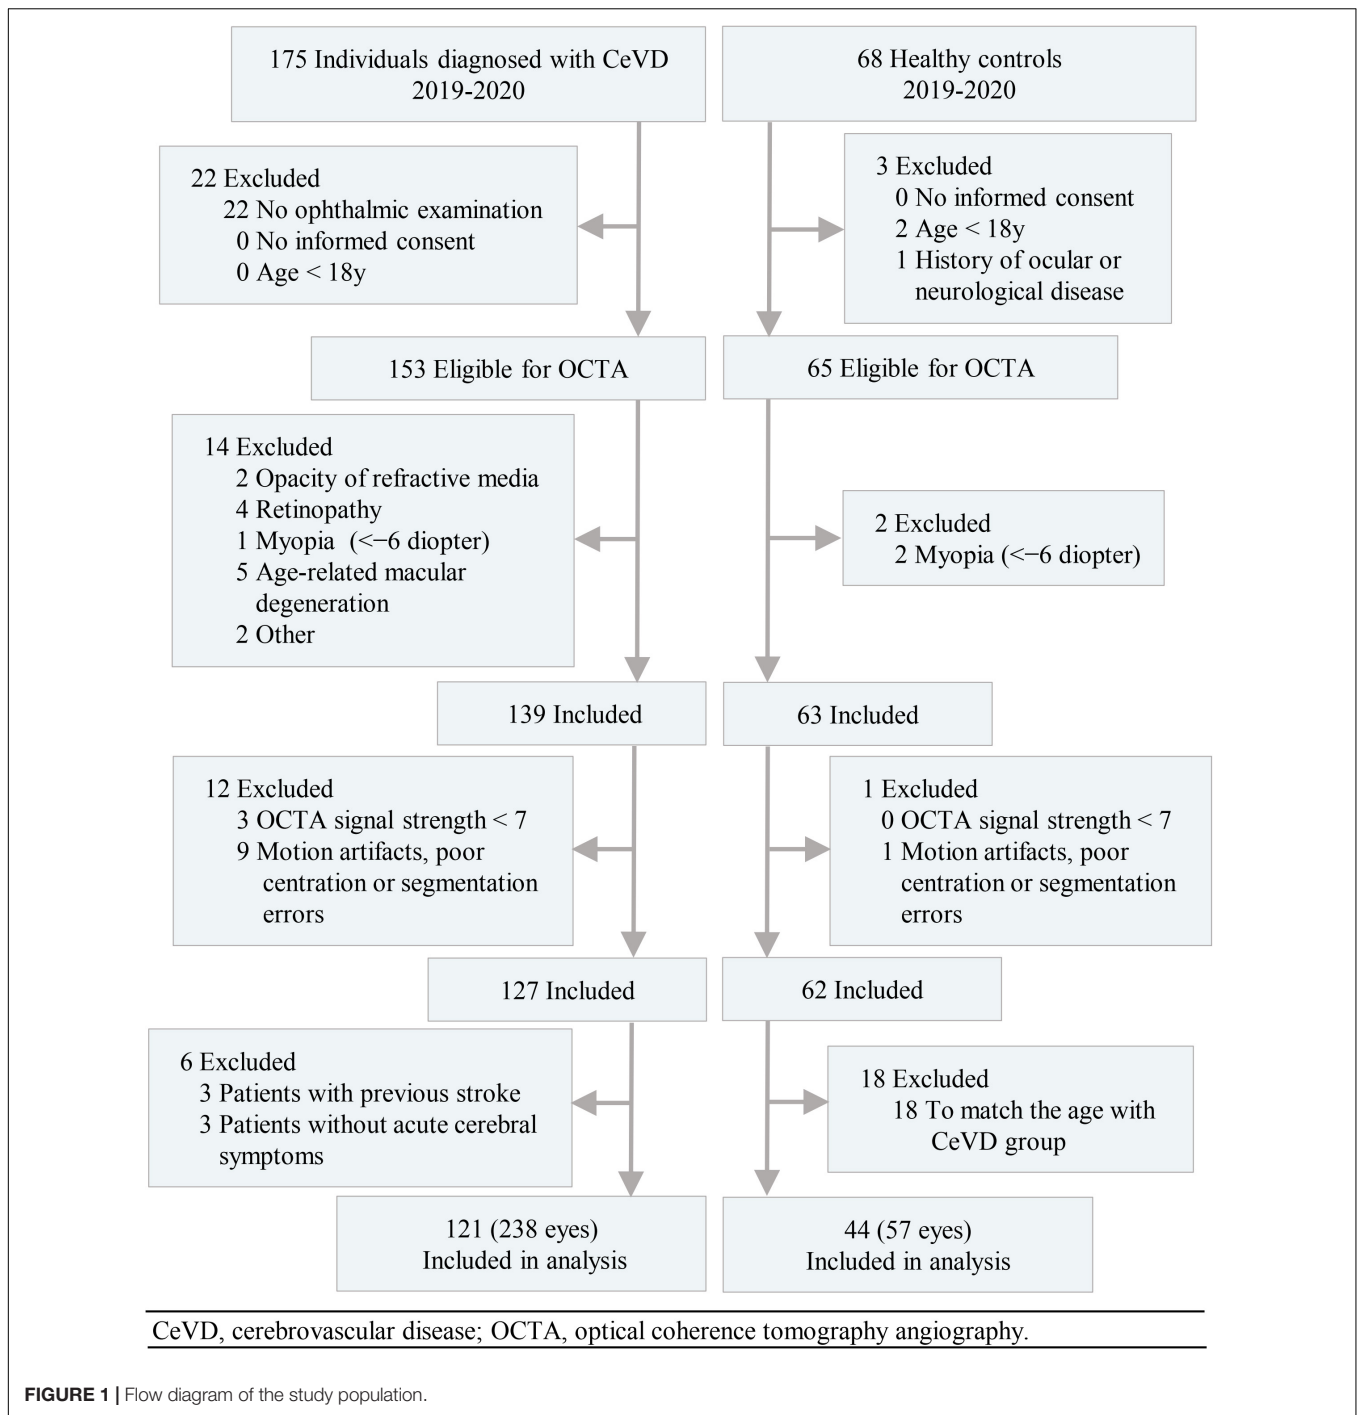 175 Individuals diagnosed with CeVD
2019-2020
68 Healthy controls
2019-2020
22 Excluded
22 No ophthalmic examination
0 No informed consent
0 Age < 18y
3 Excluded
0 No informed consent
2 Age < 18y
1 History of ocular or
neurological disease
153 Eligible for OCTA
65 Eligible for OCTA
14 Excluded
2 Opacity of refractive media
4 Retinopathy
1 Myopia (<−6 diopter)
5 Age-related macular
degeneration
2 Other
2 Excluded
2 Myopia (<−6 diopter)
139 Included
63 Included
12 Excluded
3 OCTA signal strength < 7
9 Motion artifacts, poor
centration or segmentation
errors
1 Excluded
0 OCTA signal strength < 7
1 Motion artifacts, poor
centration or segmentation
errors
127 Included
62 Included
6 Excluded
3 Patients with previous stroke
3 Patients without acute cerebral
symptoms
18 Excluded
18 To match the age with
CeVD group
121 (238 eyes)
Included in analysis
44 (57 eyes)
Included in analysis
CeVD, cerebrovascular disease; OCTA, optical coherence tomography angiography.
FIGURE 1 | Flow diagram of the study population.